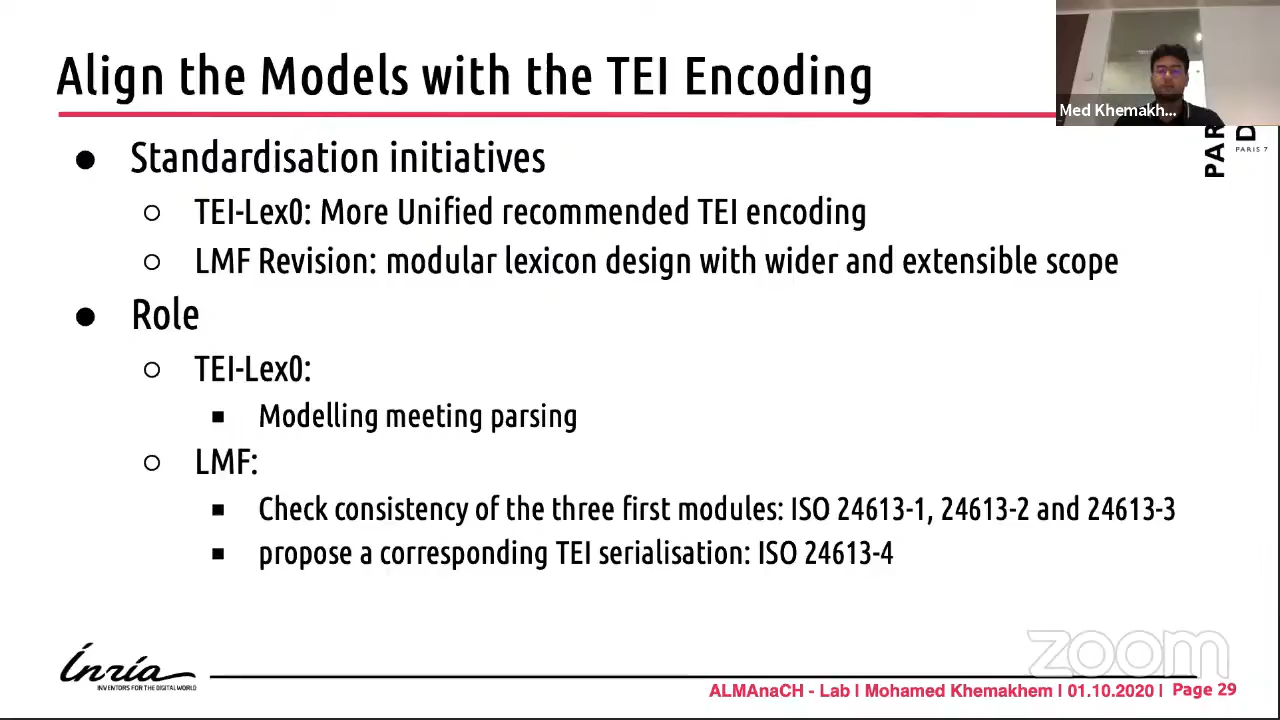 Align the Models with the TEI Encoding
Med Khemakh...
PAR
D
PARIS 7
● Standardisation initiatives
○ TEI-Lex0: More Unified recommended TEI encoding
○ LMF Revision: modular lexicon design with wider and extensible scope
● Role
○ TEI-Lex0:
■ Modelling meeting parsing
○ LMF:
■ Check consistency of the three first modules: ISO 24613-1, 24613-2 and 24613-3
■ propose a corresponding TEI serialisation: ISO 24613-4
zoom
Inria
INVENTORS FOR THE DIGITAL WORLD
ALMAnaCH - Lab I Mohamed Khemakhem I 01.10.2020 I Page 29